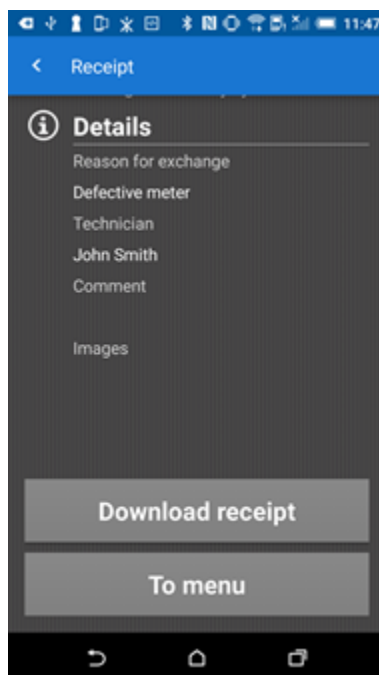 11:47
Receipt
Details
Reason for exchange
Defective meter
Technician
John Smith
Comment
Images
Download receipt
To menu